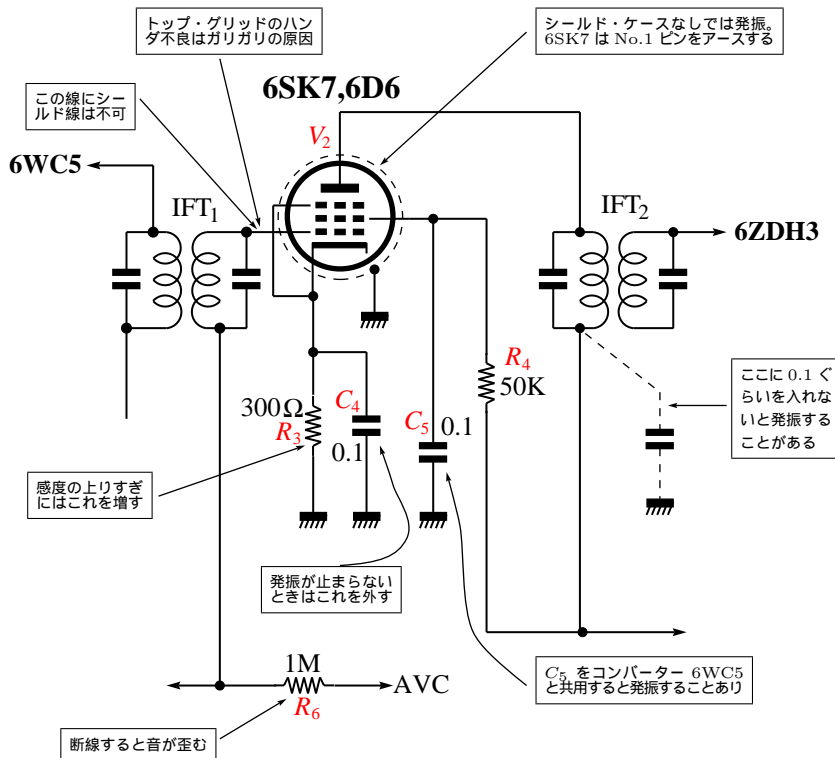 トップ・グリッドのハン
ダ不良はガリガリの原因
シールド・ケースなしでは発振。
6SK7 は No.1 ピンをアースする
この線にシー
ルド線は不可
6SK7,6D6
V2
6WC5
IFT1
IFT2
6ZDH3
R4
50K
ここに 0.1 ぐ
らいを入れな
いと発振する
ことがある
300Ω
R3
C4
0.1
C5
0.1
感度の上りすぎ
にはこれを増す
発振が止まらない
ときはこれを外す
1M
R6
AVC
C5 をコンバーター 6WC5
と共用すると発振することあり
断線すると音が歪む